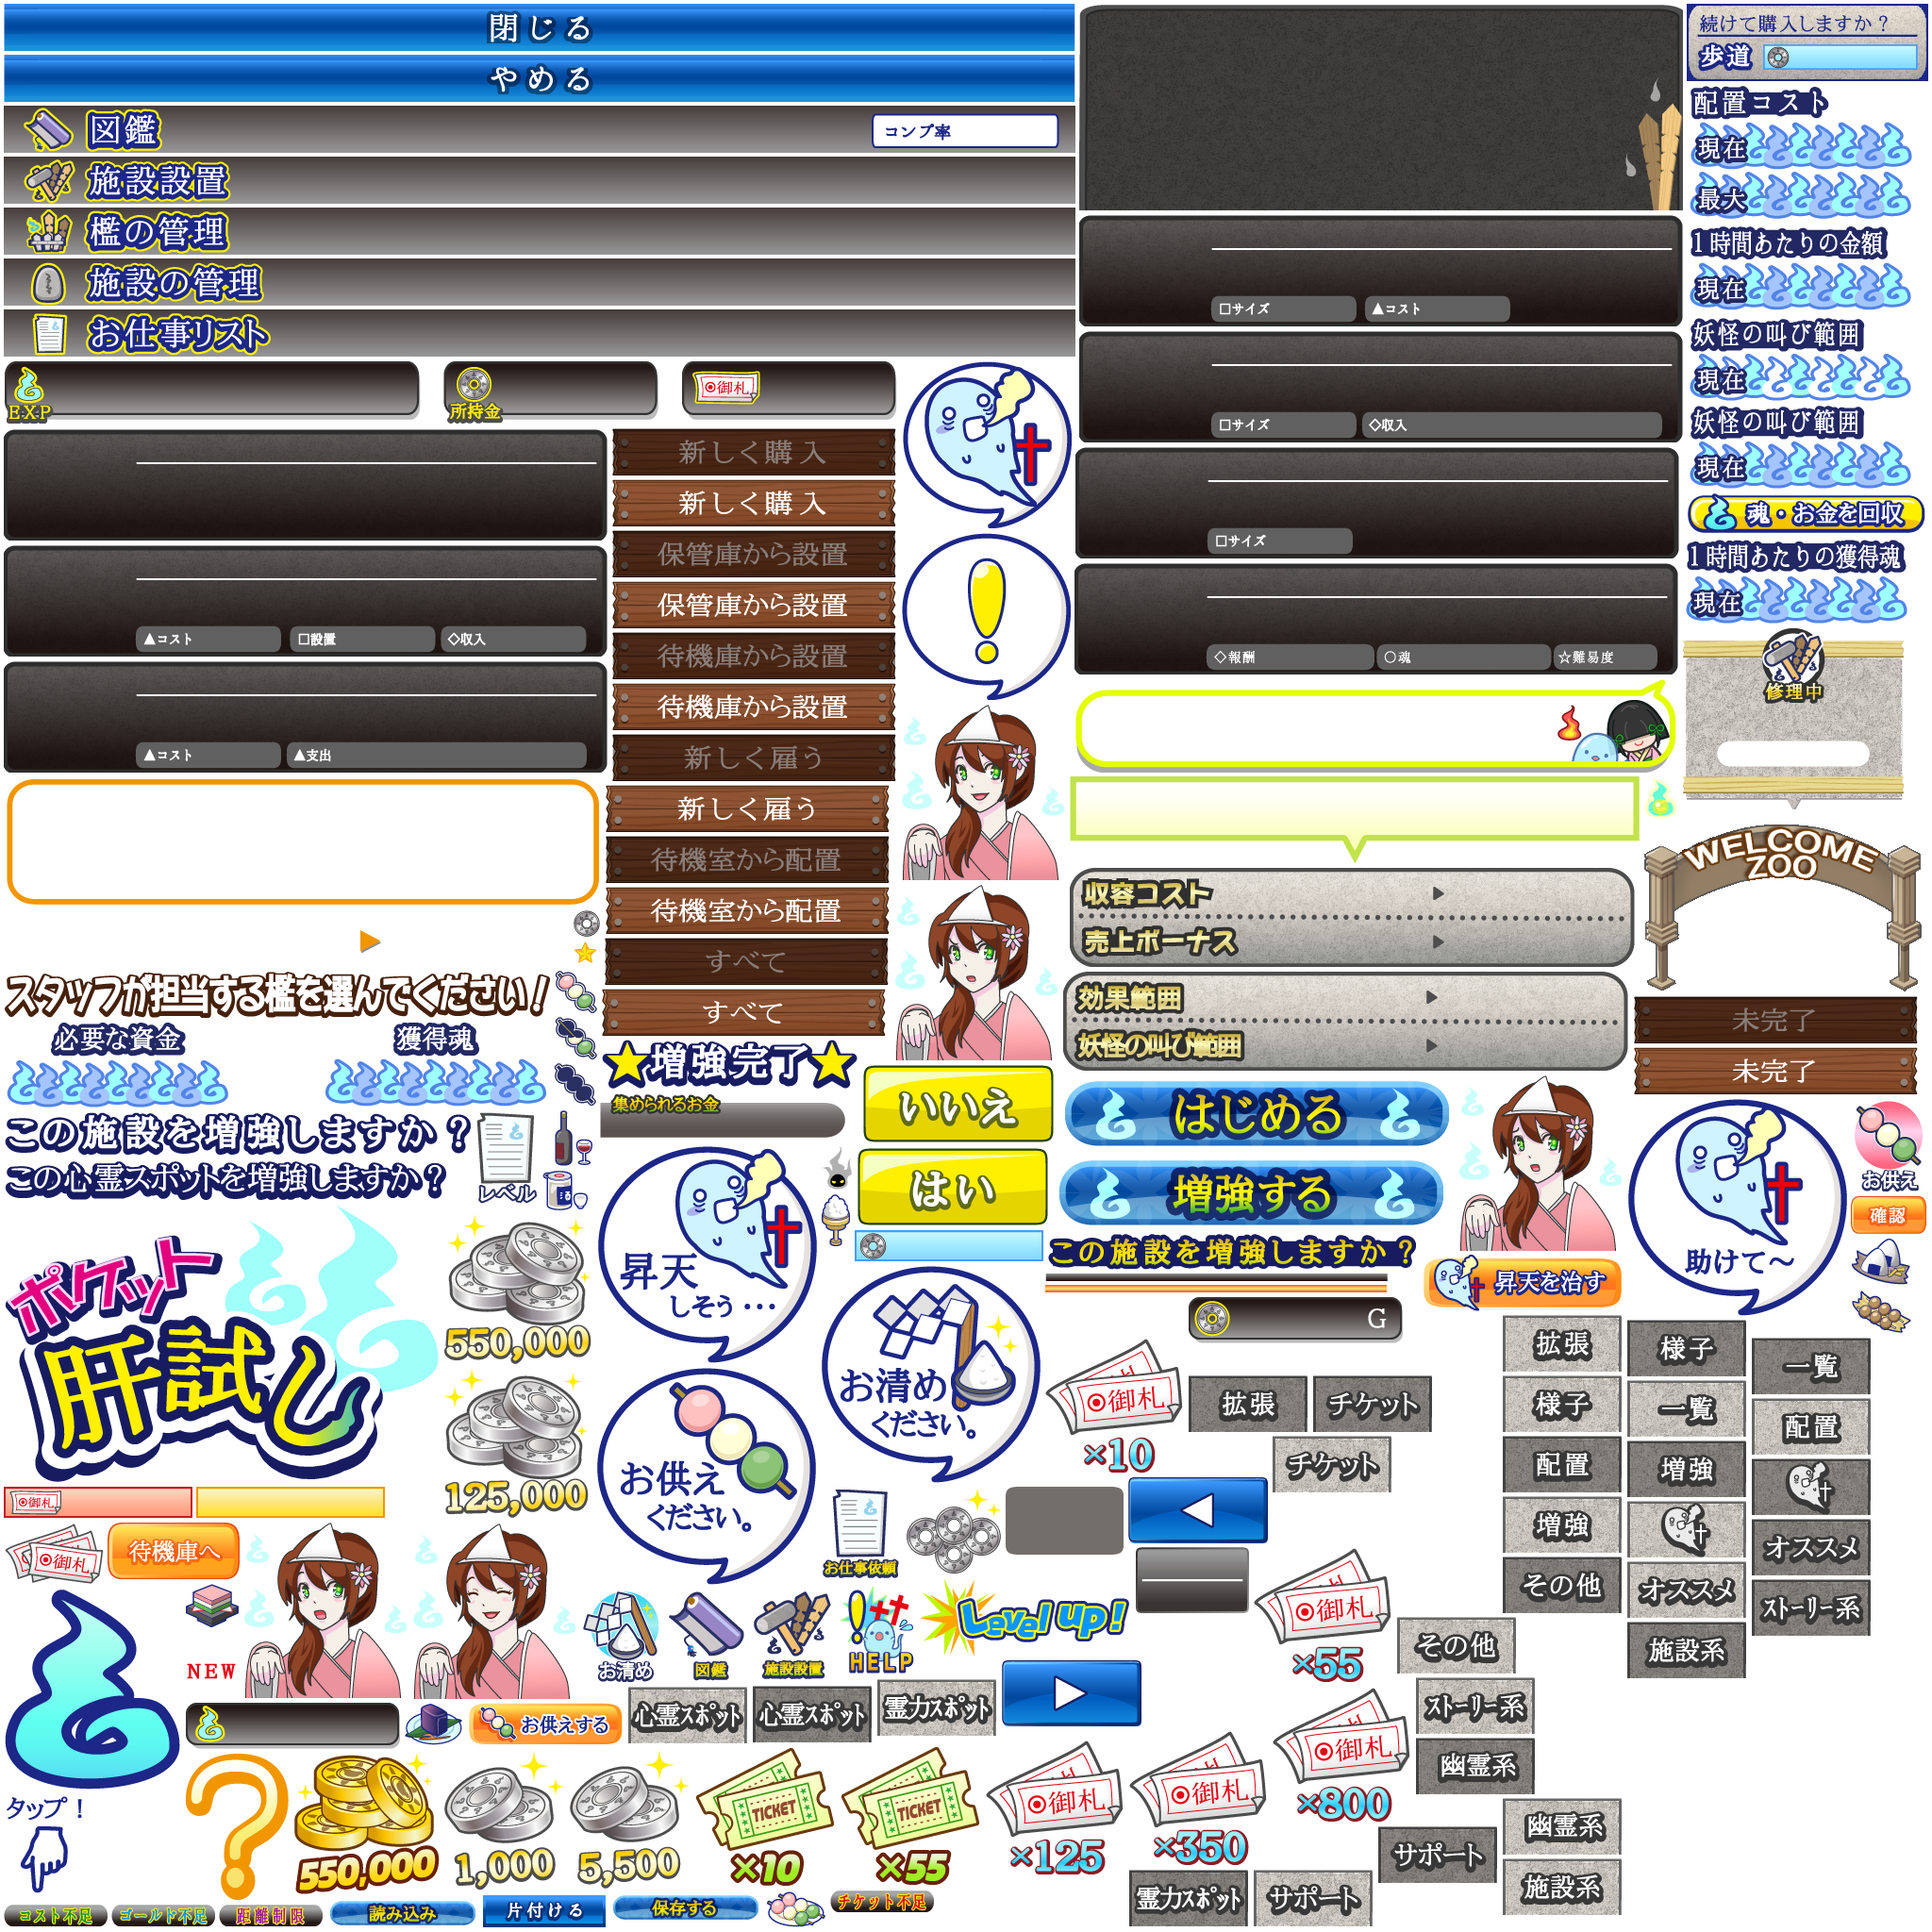 閉じる
やめる
図鑑
コンプ率
施設設置
檻の管理
施設の管理
お仕事リスト
E·X·P
所持金
御札
▲コスト
□設置
◇収入
▲コスト
▲支出
新しく購入
新しく購入
保管庫から設置
保管庫から設置
待機庫から設置
待機庫から設置
新しく雇う
新しく雇う
待機室から配置
待機室から配置
すべて
すべて
□サイズ
▲コスト
□サイズ
◇収入
□サイズ
◇報酬
○魂
☆難易度
続けて購入しますか？
歩道
配置コスト
現在
最大
1時間あたりの金額
現在
妖怪の叫び範囲
現在
妖怪の叫び範囲
現在
魂・お金を回収
1時間あたりの獲得魂
現在
修理中
WELCOME
ZOO
収容コスト
売上ボーナス
効果範囲
妖怪の叫び範囲
未完了
未完了
スタッフが担当する檻を選んでください！
必要な資金
獲得魂
この施設を増強しますか？
この心霊スポットを増強しますか？
レベル
★増強完了★
集められるお金
いいえ
はい
はじめる
増強する
この施設を増強しますか？
昇天
しそう…
お清め
ください。
お供え
ください。
助けて～
お供え
確認
昇天を治す
G
ポケット
肝試し
550,000
125,000
御札
待機庫へ
御札
NEW
お供えする
タップ！
550,000
1,000
5,500
TICKET
×10
TICKET
×55
御札
×10
御札
×55
御札
×125
御札
×350
御札
×800
お仕事依頼
お清め
図鑑
施設設置
HELP
Level up!
心霊スポット
心霊スポット
霊力スポット
拡張
チケット
チケット
拡張
様子
配置
増強
その他
様子
一覧
増強
オススメ
施設系
一覧
配置
オススメ
ストーリー系
その他
ストーリー系
幽霊系
幽霊系
サポート
施設系
霊力スポット
サポート
コスト不足
ゴールド不足
距離制限
読み込み
片付ける
保存する
チケット不足